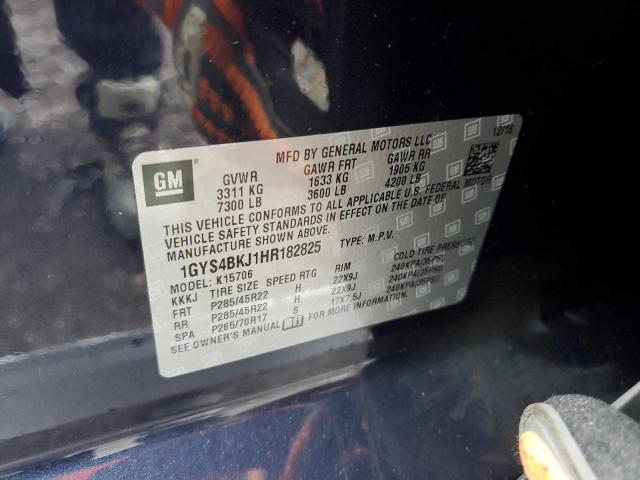 GM
MFD BY GENERAL MOTORS LLC 12/16
GVWR GAWR FRT GAWR RR
3311 KG 1633 KG 1905 KG
7300 LB 3600 LB 4200 LB
THIS VEHICLE CONFORMS TO ALL APPLICABLE U.S. FEDERAL MOTOR
VEHICLE SAFETY STANDARDS IN EFFECT ON THE DATE OF
MANUFACTURE SHOWN ABOVE.
1GYS4BKJ1HR182825 TYPE: M.P.V.
MODEL: K15706
KKKJ TIRE SIZE SPEED RTG RIM COLD TIRE PRESSURE
FRT P285/45R22 H 22X9J 240KPA(35PSI)
RR P285/45R22 H 22X9J 240KPA(35PSI)
SPA P265/70R17 S 17X7.5J 240KPA(35PSI)
SEE OWNER'S MANUAL FOR MORE INFORMATION.